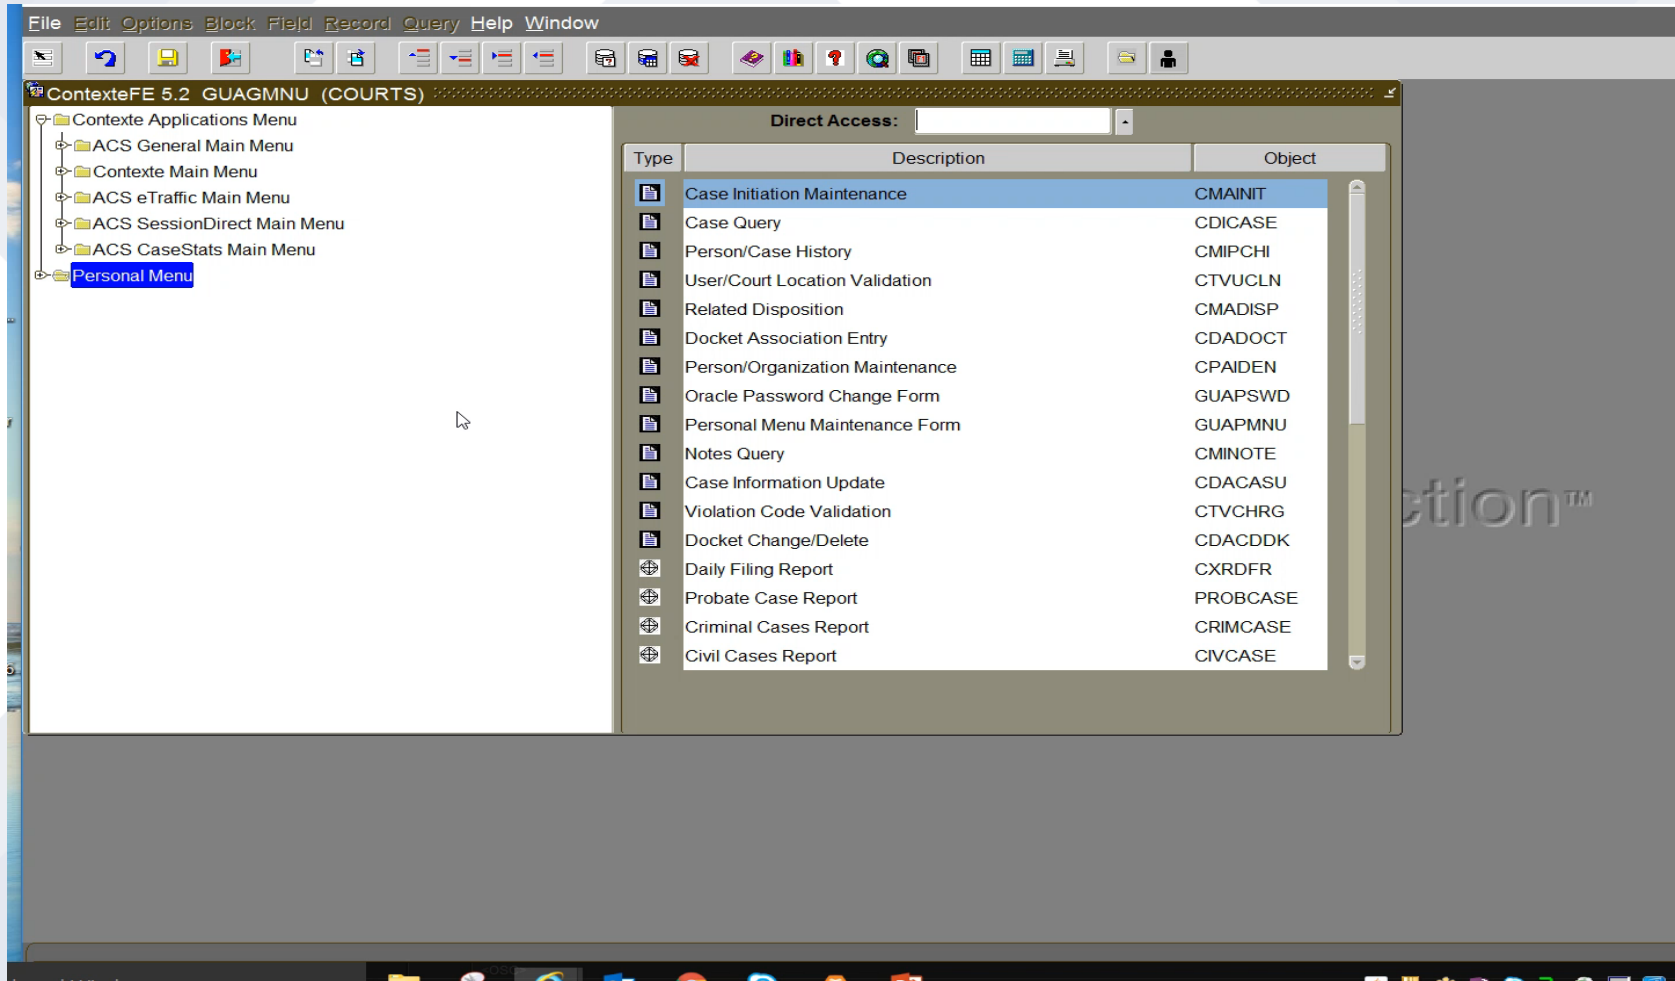 File Edit Options Block Field Record Query Help Window
ContexteFE 5.2 GUAGMNU (COURTS)
Contexte Applications Menu
ACS General Main Menu
Contexte Main Menu
ACS eTraffic Main Menu
ACS SessionDirect Main Menu
ACS CaseStats Main Menu
Personal Menu
Direct Access:
Type Description Object
Case Initiation Maintenance CMAINIT
Case Query CDICASE
Person/Case History CMIPCHI
User/Court Location Validation CTVUCLN
Related Disposition CMADISP
Docket Association Entry CDADOCT
Person/Organization Maintenance CPAIDEN
Oracle Password Change Form GUAPSWD
Personal Menu Maintenance Form GUAPMNU
Notes Query CMINOTE
Case Information Update CDACASU
Violation Code Validation CTVCHRG
Docket Change/Delete CDACDDK
Daily Filing Report CXRDFR
Probate Case Report PROBCASE
Criminal Cases Report CRIMCASE
Civil Cases Report CIVCASE
ction™